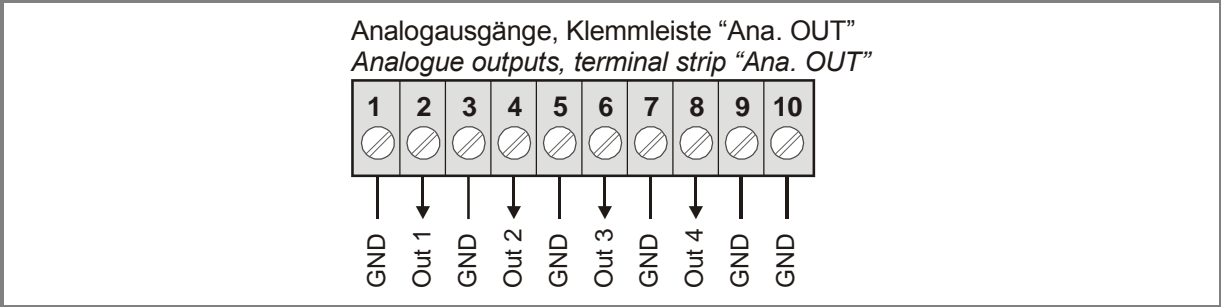 Analogausgänge, Klemmleiste “Ana. OUT”
Analogue outputs, terminal strip “Ana. OUT”
1 2 3 4 5 6 7 8 9 10
GND Out 1 GND Out 2 GND Out 3 GND Out 4 GND GND